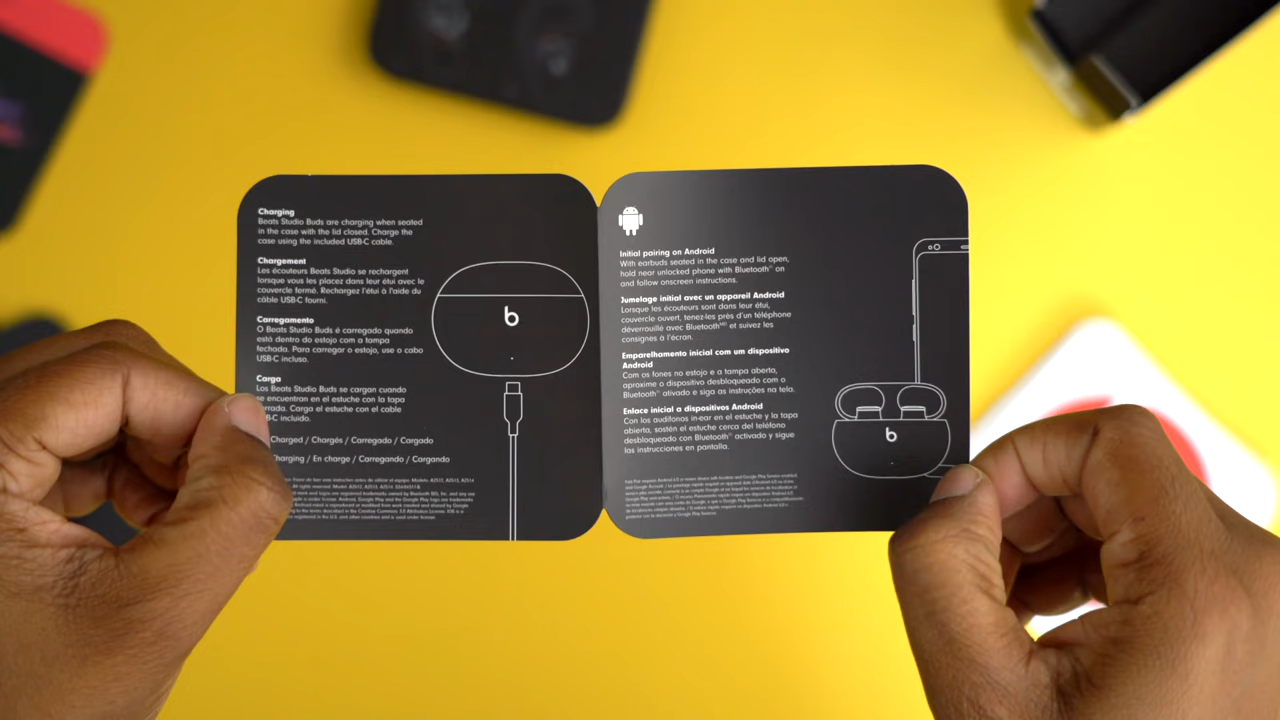 Charging
Beats Studio Buds are charging when seated
in the case with the lid closed. Charge the
case using the included USB-C cable.
Chargement
Les écouteurs Beats Studio se rechargent
lorsque vous les placez dans leur étui avec le
couvercle fermé. Rechargez l'étui à l'aide du
câble USB-C fourni.
Carregamento
O Beats Studio Buds é carregado quando
está dentro do estojo com a tampa
fechada. Para carregar o estojo, use o cabo
USB-C incluso.
Carga
Los Beats Studio Buds se cargan cuando
se encuentran en el estuche con la tapa
Carga el estuche con el cable
incluido.
Charged / Chargés / Carregado / Cargado
Charging / En charge / Carregando / Cargando
b
Initial pairing on Android
With earbuds seated in the case and lid open,
hold near unlocked phone with Bluetooth® on
and follow onscreen instructions.
Jumelage initial avec un appareil Android
Lorsque les écouteurs sont dans leur étui,
couvercle ouvert, tenez-les près d'un téléphone
déverrouillé avec Bluetooth et suivez les
consignes à l'écran.
Emparelhamento inicial com um dispositivo
Android
Com os fones no estojo e a tampa aberta,
aproxime o dispositivo desbloqueado com o
Bluetooth® ativado e siga as instruções na tela.
Enlace inicial a dispositivos Android
Con los audífonos in-ear en el estuche y la tapa
abierta, sostén el estuche cerca del teléfono
desbloqueado con Bluetooth® activado y sigue
las instrucciones en pantalla.
b